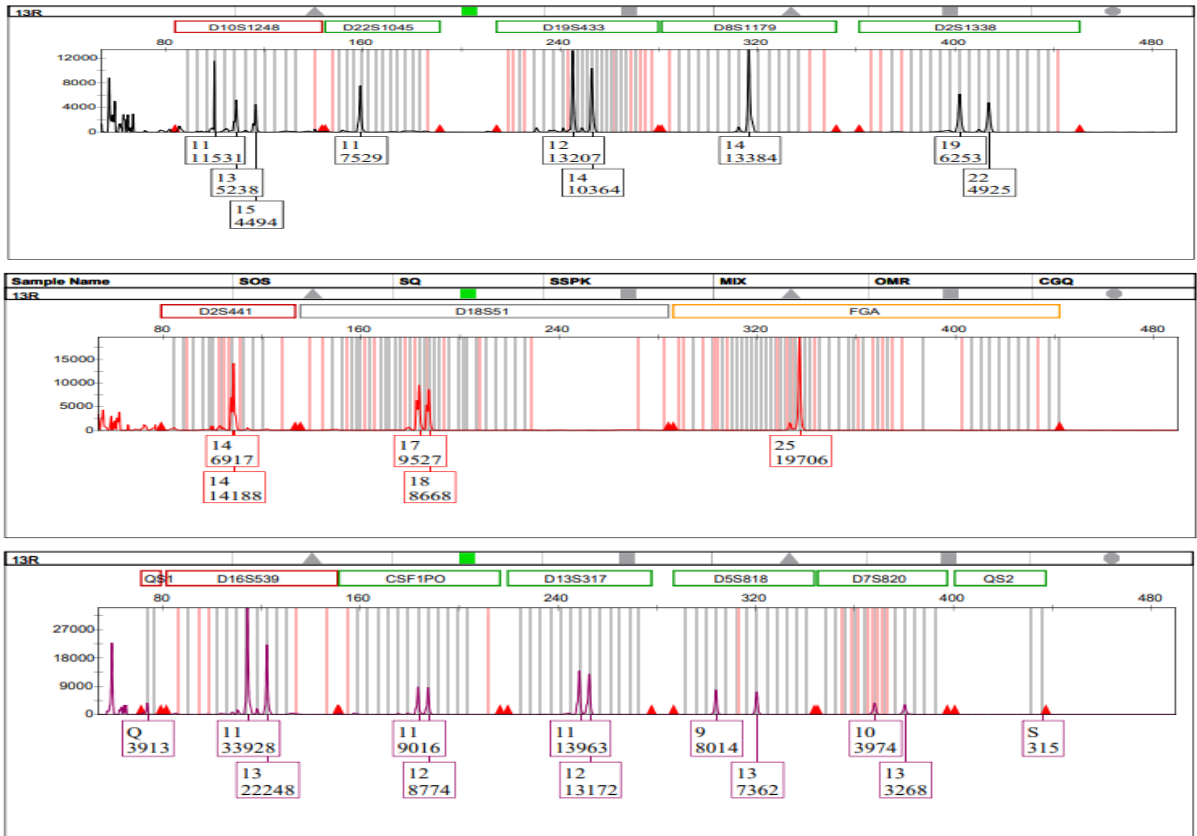 13R
D10S1248 D22S1045 D19S433 D8S1179 D2S1338
80 160 240 320 400 480
12000
8000
4000
0
11 11 12 14 19
11531 7529 13207 13384 6253
13 14 22
5238 10364 4925
15
4494
Sample Name SOS SQ SSPK MIX OMR CGQ
13R
D2S441 D18S51 FGA
80 160 240 320 400 480
15000
10000
5000
0
14 17 25
6917 9527 19706
14 18
14188 8668
13R
QS1 D16S539 CSF1PO D13S317 D5S818 D7S820 QS2
80 160 240 320 400 480
27000
18000
9000
0
Q 11 11 11 9 10 S
3913 33928 9016 13963 8014 3974 315
13 12 12 13 13
22248 8774 13172 7362 3268